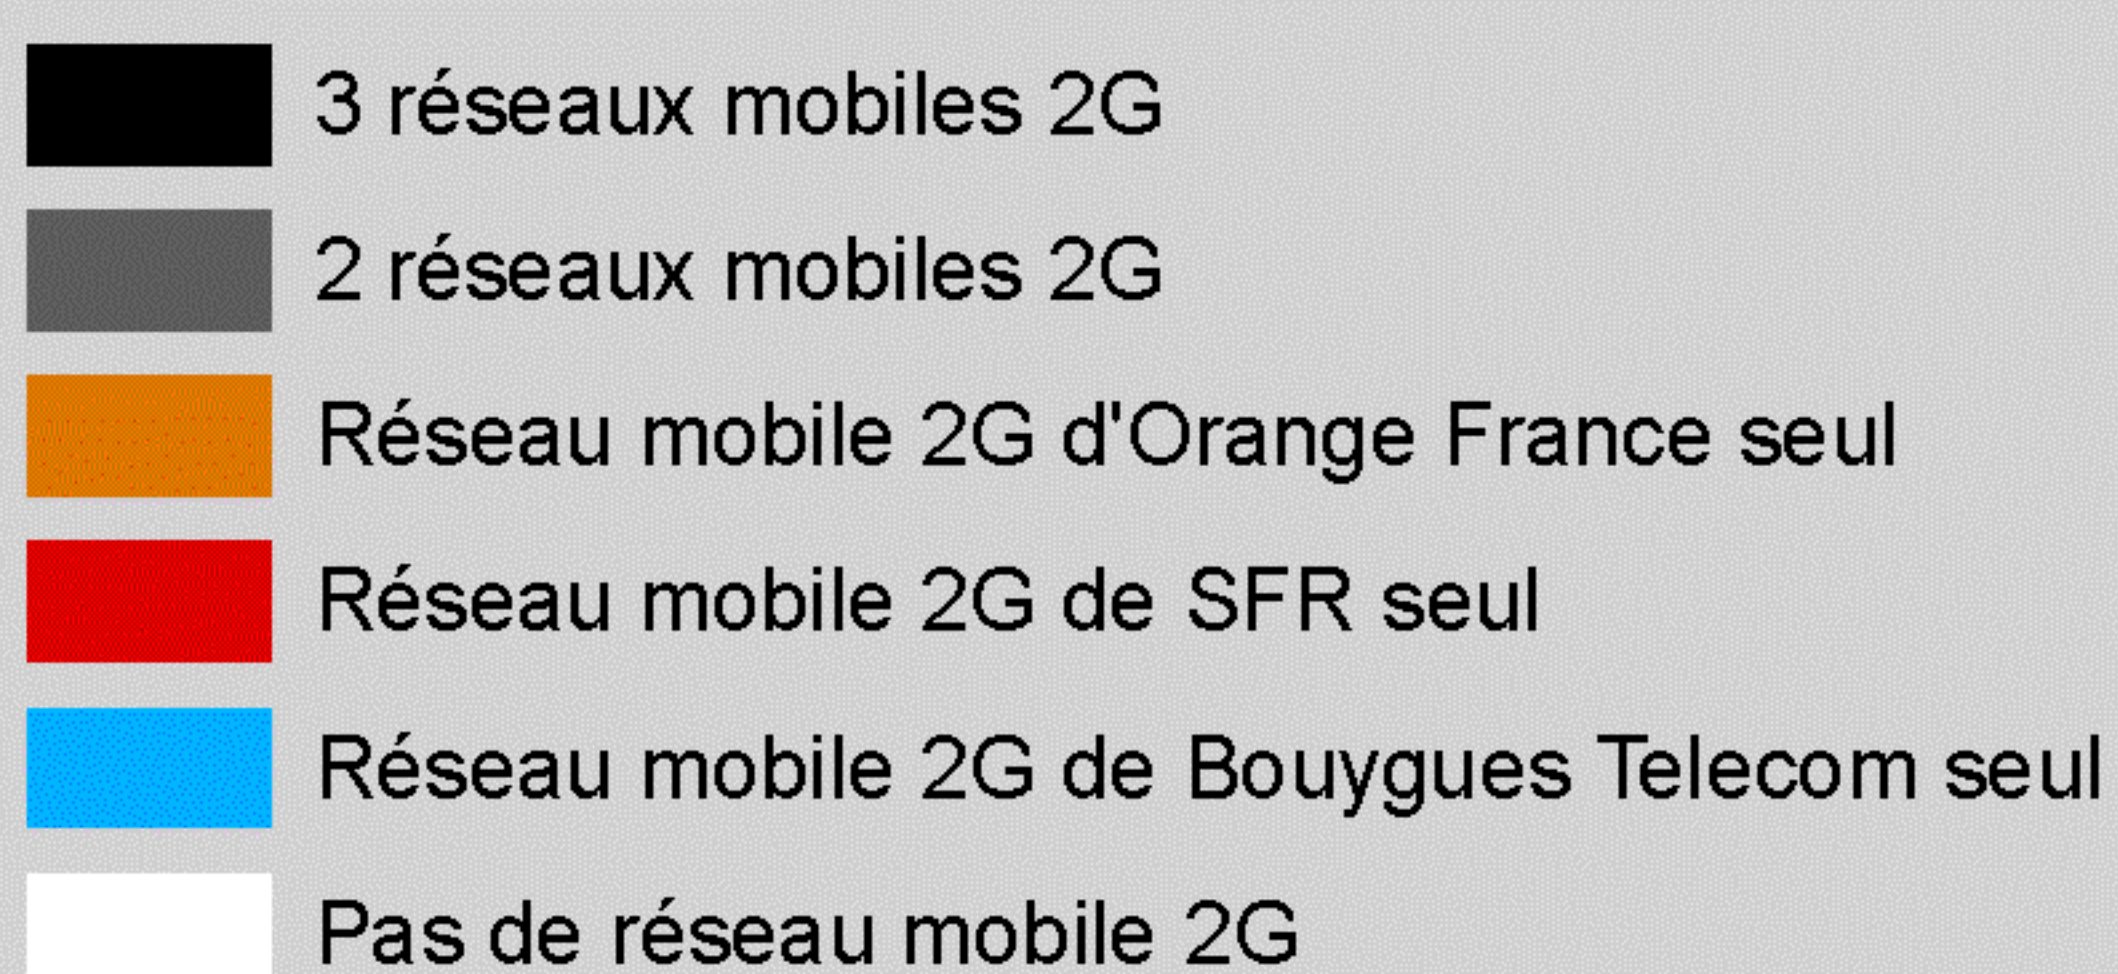 3 réseaux mobiles 2G
2 réseaux mobiles 2G
Réseau mobile 2G d'Orange France seul
Réseau mobile 2G de SFR seul
Réseau mobile 2G de Bouygues Telecom seul
Pas de réseau mobile 2G